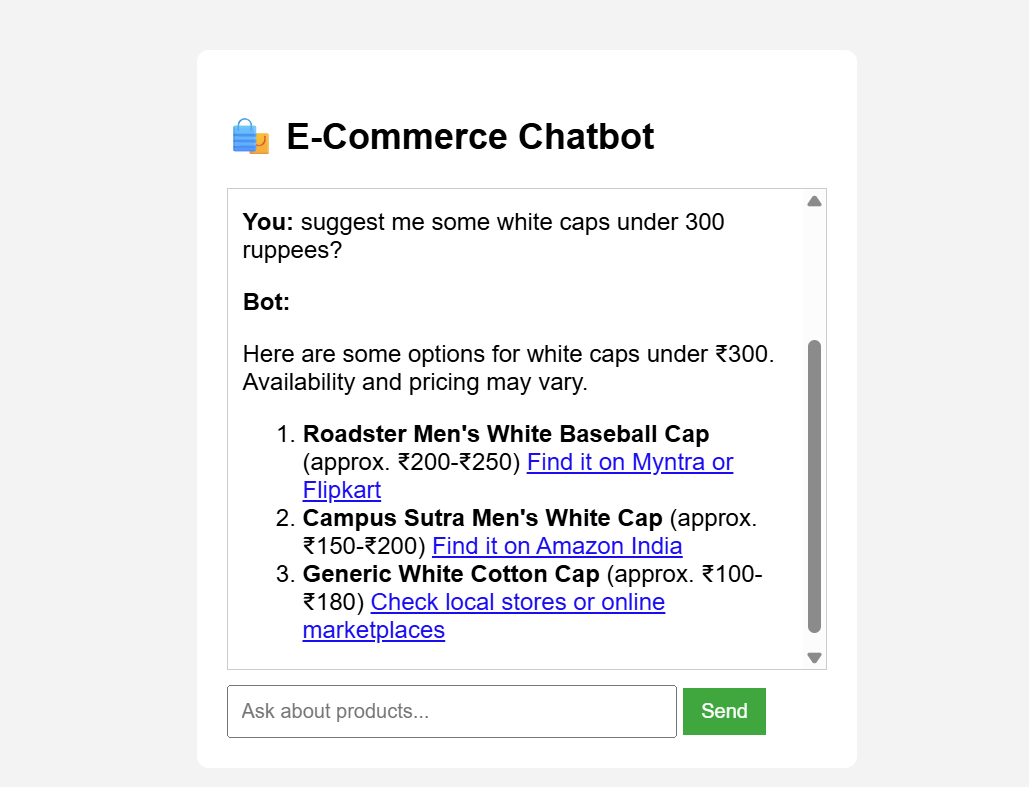 E-Commerce Chatbot
You: suggest me some white caps under 300
ruppees?
Bot:
Here are some options for white caps under ₹300.
Availability and pricing may vary.
1. Roadster Men's White Baseball Cap
(approx. ₹200-₹250) Find it on Myntra or
Flipkart
2. Campus Sutra Men's White Cap (approx.
₹150-₹200) Find it on Amazon India
3. Generic White Cotton Cap (approx. ₹100-
₹180) Check local stores or online
marketplaces
Ask about products... Send